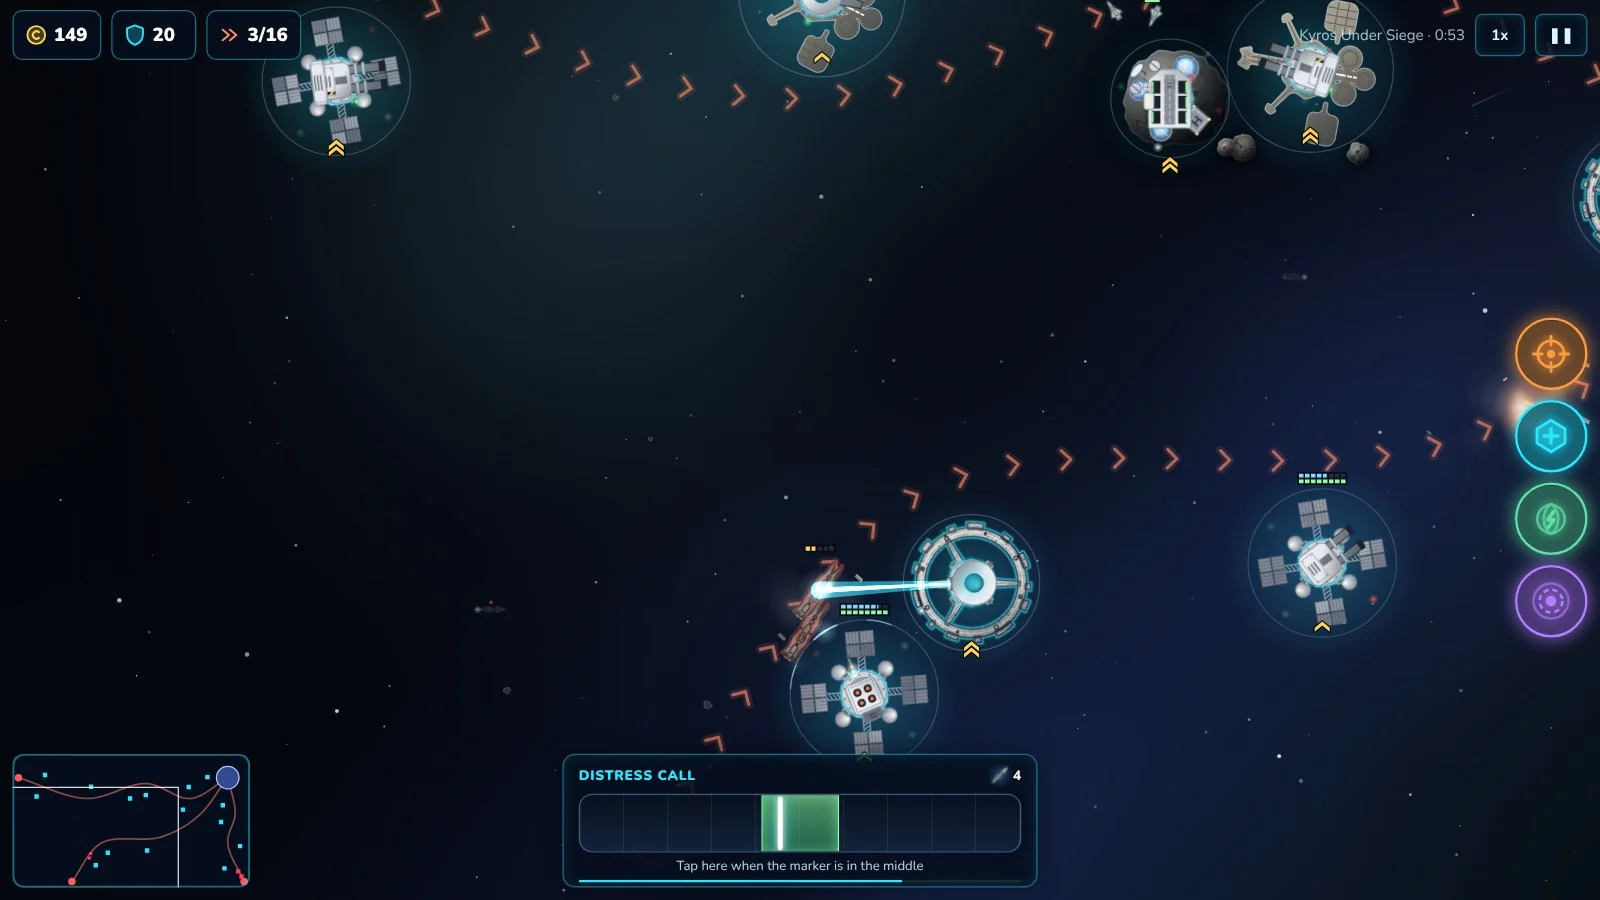 149
20
3/16
Kyros Under Siege · 0:53
1x
DISTRESS CALL
4
Tap here when the marker is in the middle